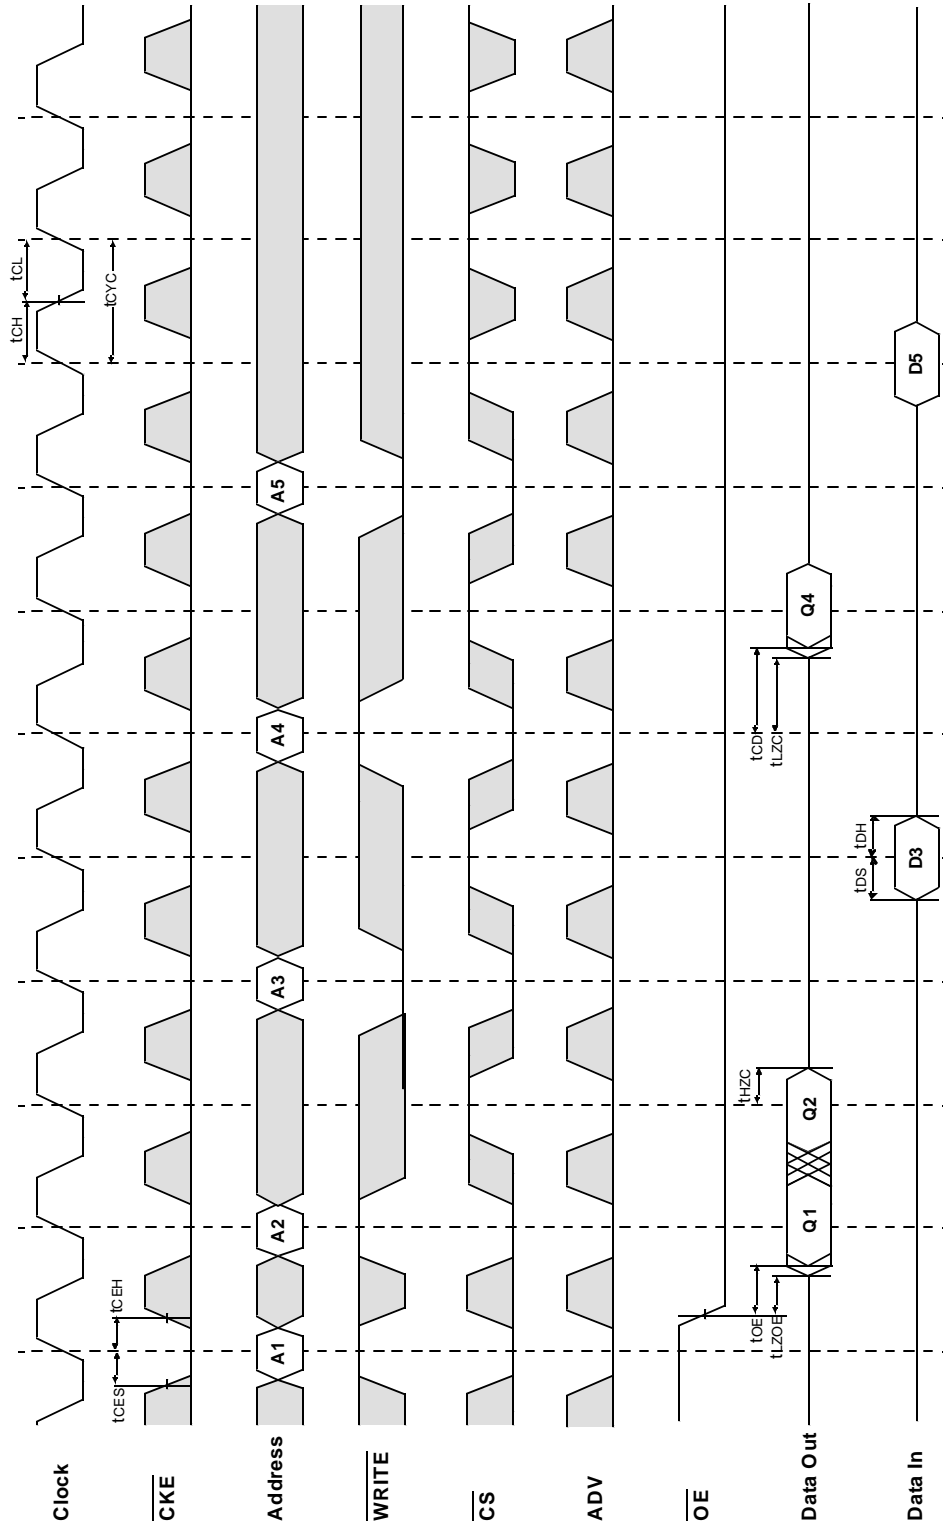 Clock
tCH
tCL
tCYC
CKE
tCES
tCEH
Address
A1
A2
A3
A4
A5
WRITE
CS
ADV
OE
Data Out
tOE
tLZOE
Q1
Q2
tHZC
tCD
tLZC
Q4
Data In
tDS
tDH
D3
D5